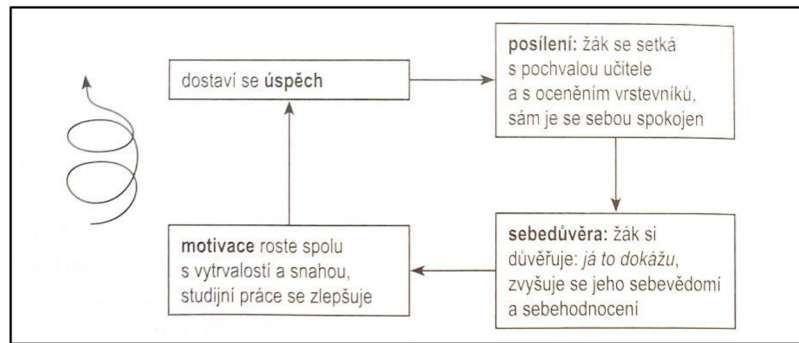 dostaví se úspěch
posílení: žák se setká
s pochvalou učitele
a s oceněním vrstevníků,
sám je se sebou spokojen
motivace roste spolu
s vytrvalostí a snahou,
studijní práce se zlepšuje
sebedůvěra: žák si
důvěřuje: já to dokážu,
zvyšuje se jeho sebevědomí
a sebehodnocení